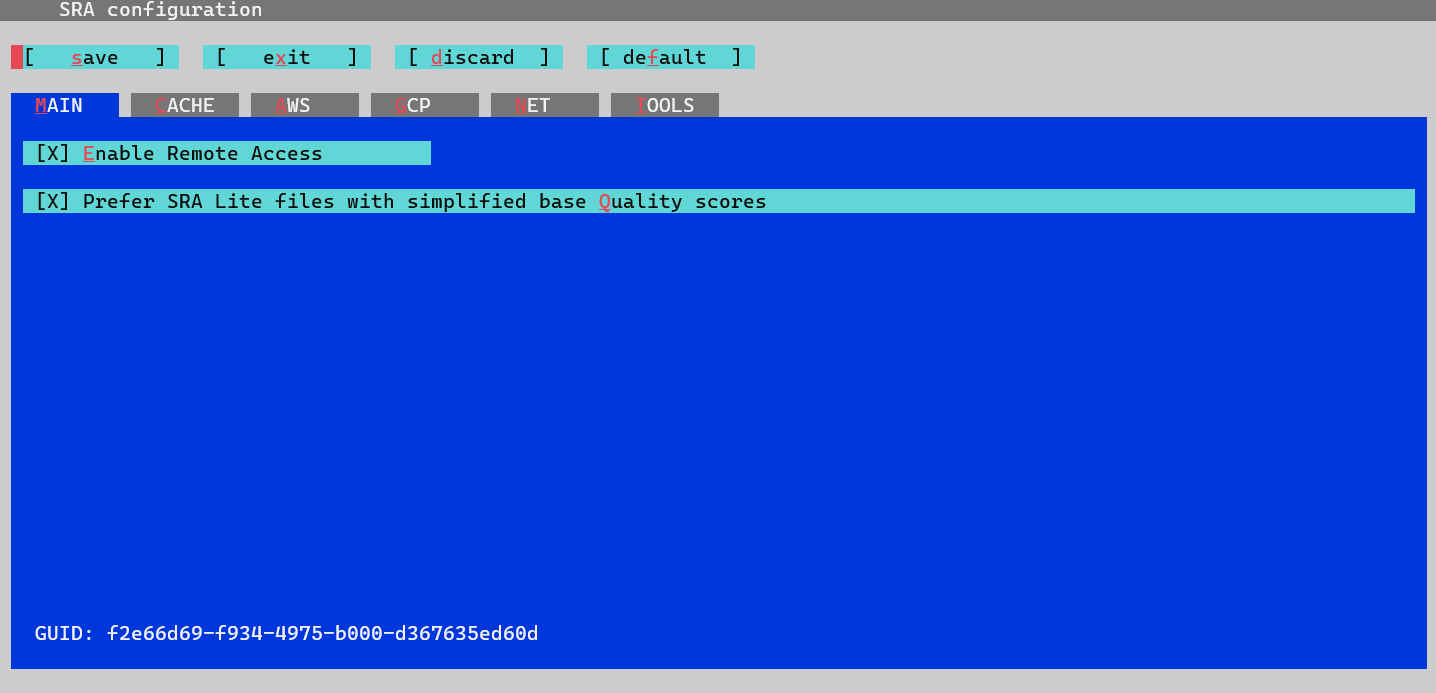 SRA configuration
[   save   ]  [   exit   ]  [ discard  ]  [ default  ]
MAIN  CACHE  AWS  GCP  NET  TOOLS
[X] Enable Remote Access
[X] Prefer SRA Lite files with simplified base Quality scores
GUID: f2e66d69-f934-4975-b000-d367635ed60d